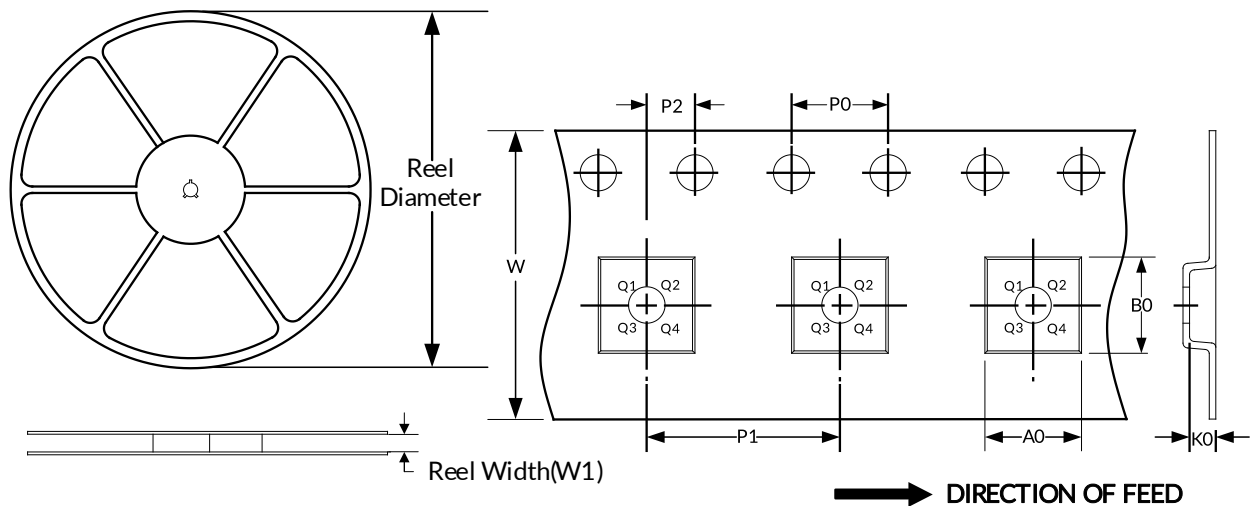 P2
P0
Reel
Diameter
W
Q1 Q2
Q3 Q4
Q1 Q2
Q3 Q4
Q1 Q2
Q3 Q4
B0
P1
A0
K0
Reel Width(W1)
DIRECTION OF FEED